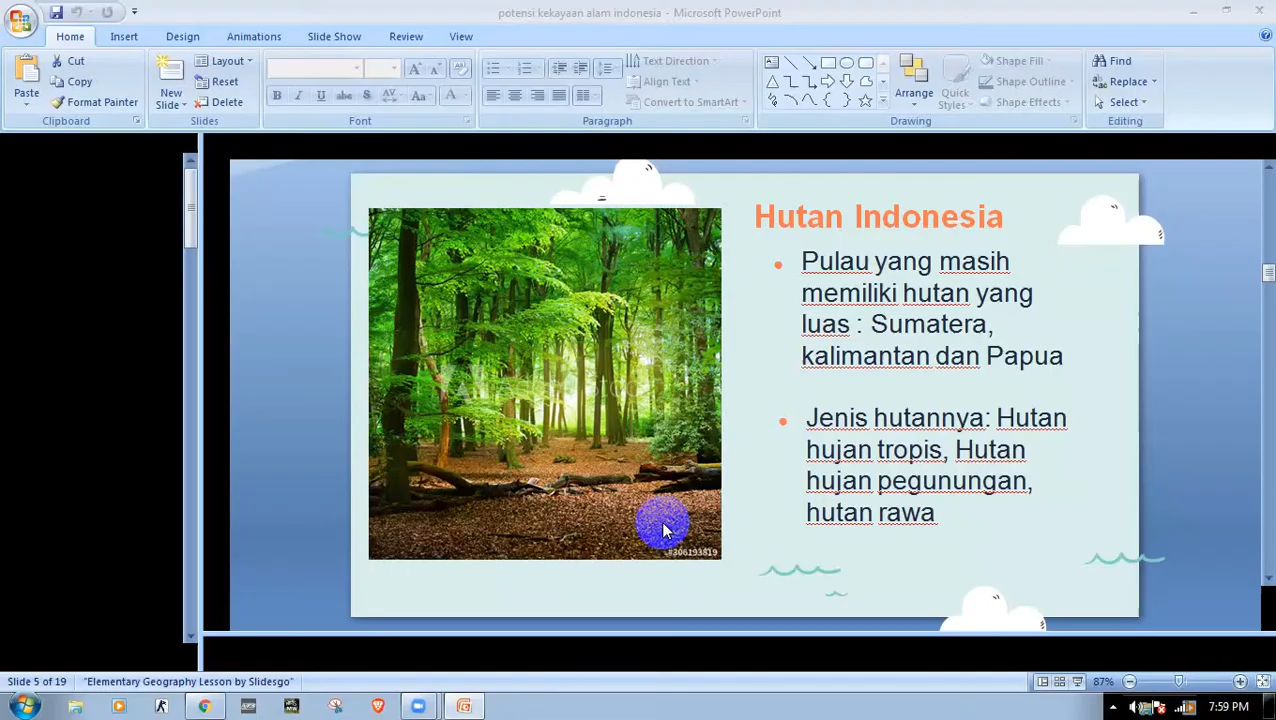 potensi kekayaan alam indonesia - Microsoft PowerPoint
Home Insert Design Animations Slide Show Review View
Paste
Cut
Copy
Format Painter
Clipboard
New
Slide
Layout
Reset
Delete
Slides
B I U abc S AV Aa A
Font
Text Direction
Align Text
Convert to SmartArt
Paragraph
Arrange
Quick
Styles
Shape Fill
Shape Outline
Shape Effects
Drawing
Find
Replace
Select
Editing
Hutan Indonesia
Pulau yang masih
memiliki hutan yang
luas : Sumatera,
kalimantan dan Papua
Jenis hutannya: Hutan
hujan tropis, Hutan
hujan pegunungan,
hutan rawa
#306193819
Slide 5 of 19 "Elementary Geography Lesson by Slidesgo" 87%
7:59 PM